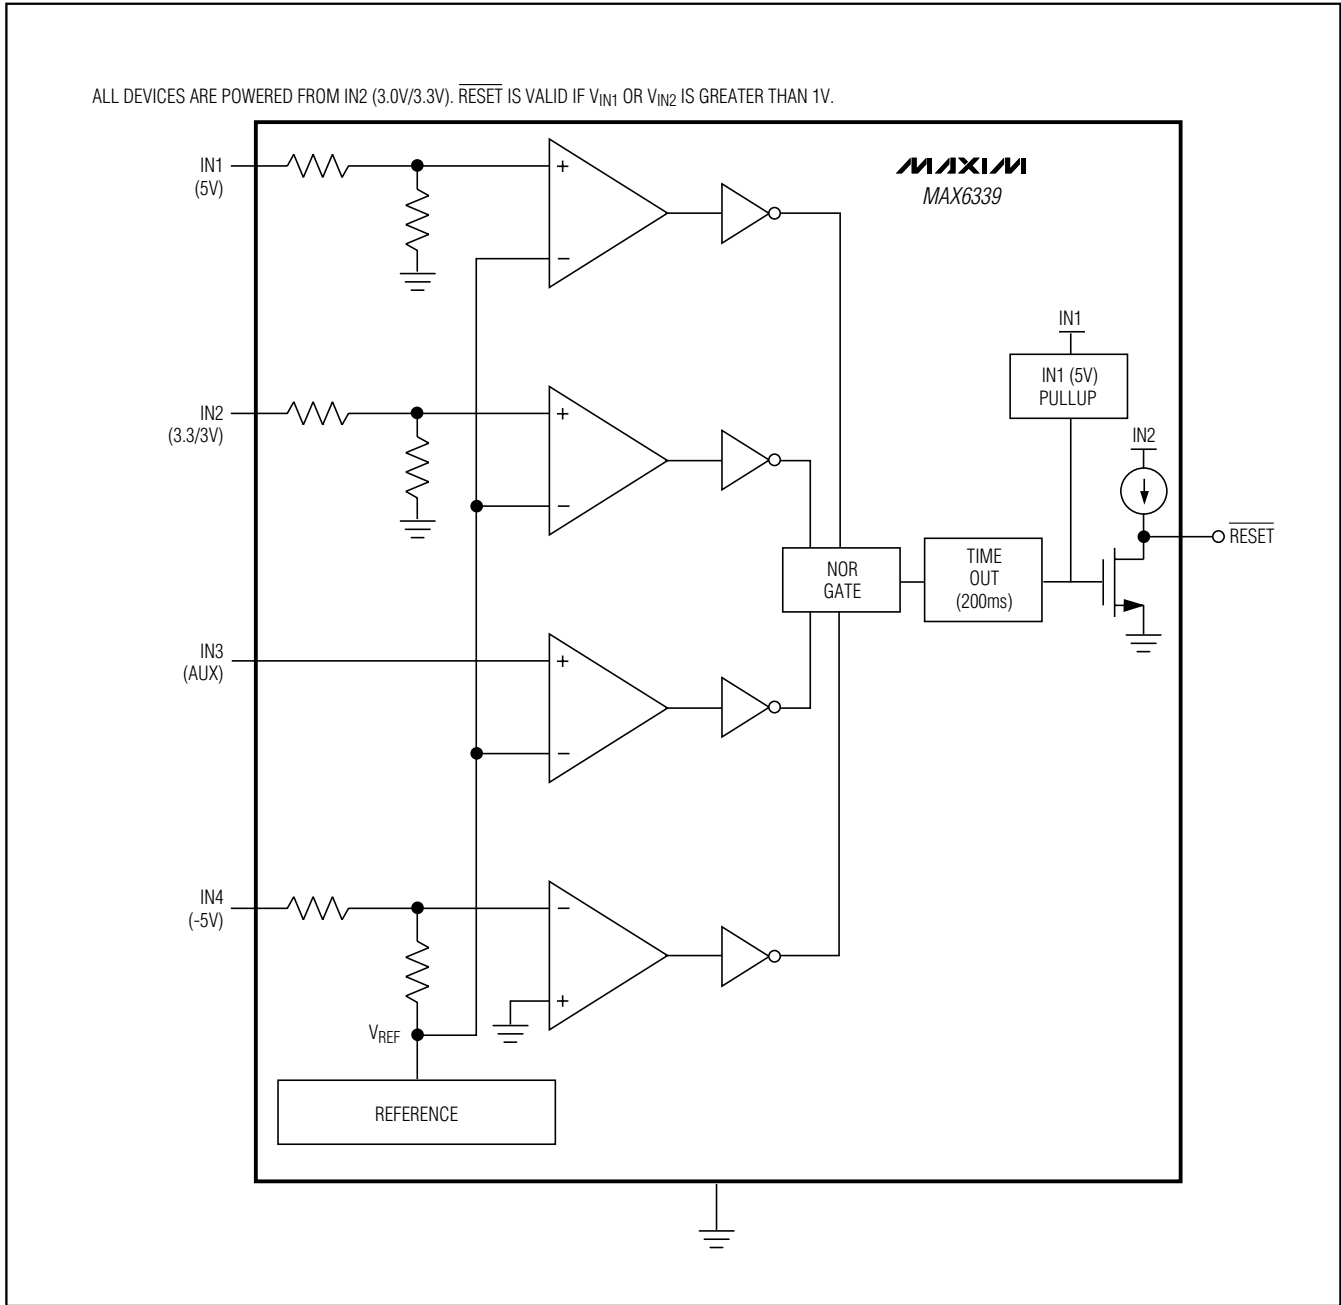 ALL DEVICES ARE POWERED FROM IN2 (3.0V/3.3V). RESET IS VALID IF VIN1 OR VIN2 IS GREATER THAN 1V.
IN1
(5V)
+
−
MAXIM
MAX6339
IN1
IN1 (5V)
PULLUP
IN2
(3.3/3V)
+
−
IN2
RESET
NOR
GATE
TIME
OUT
(200ms)
IN3
(AUX)
+
−
IN4
(-5V)
−
+
VREF
REFERENCE